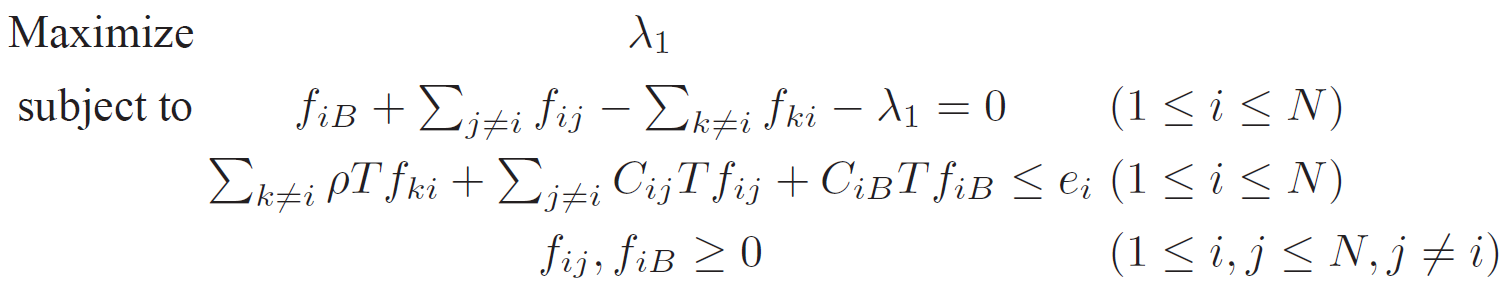 Maximize λ₁
subject to f_{iB} + ∑_{j≠i} f_{ij} − ∑_{k≠i} f_{ki} − λ₁ = 0 (1 ≤ i ≤ N)
∑_{k≠i} ρT f_{ki} + ∑_{j≠i} C_{ij}T f_{ij} + C_{iB}T f_{iB} ≤ e_i (1 ≤ i ≤ N)
f_{ij}, f_{iB} ≥ 0 (1 ≤ i, j ≤ N, j ≠ i)